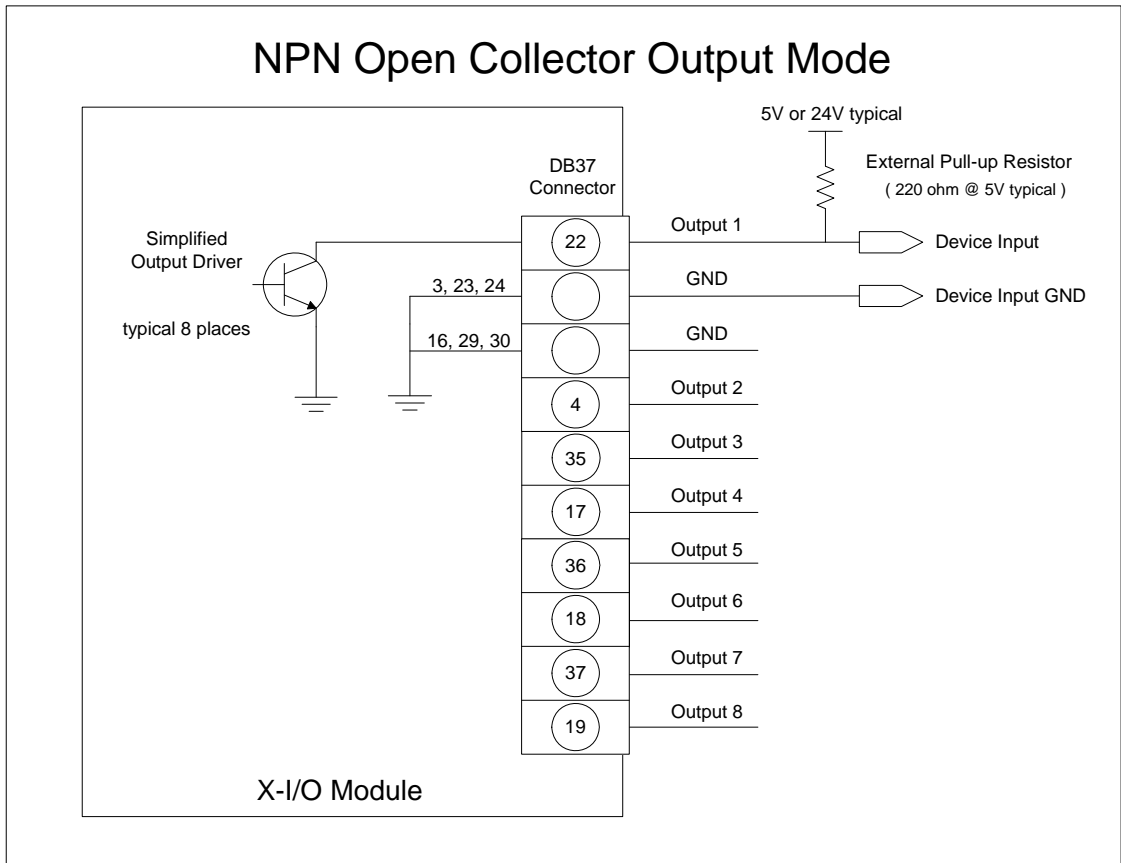 NPN Open Collector Output Mode
5V or 24V typical
External Pull-up Resistor
( 220 ohm @ 5V typical )
DB37
Connector
Simplified
Output Driver
typical 8 places
22
Output 1
Device Input
3, 23, 24
GND
Device Input GND
16, 29, 30
GND
4
Output 2
35
Output 3
17
Output 4
36
Output 5
18
Output 6
37
Output 7
19
Output 8
X-I/O Module